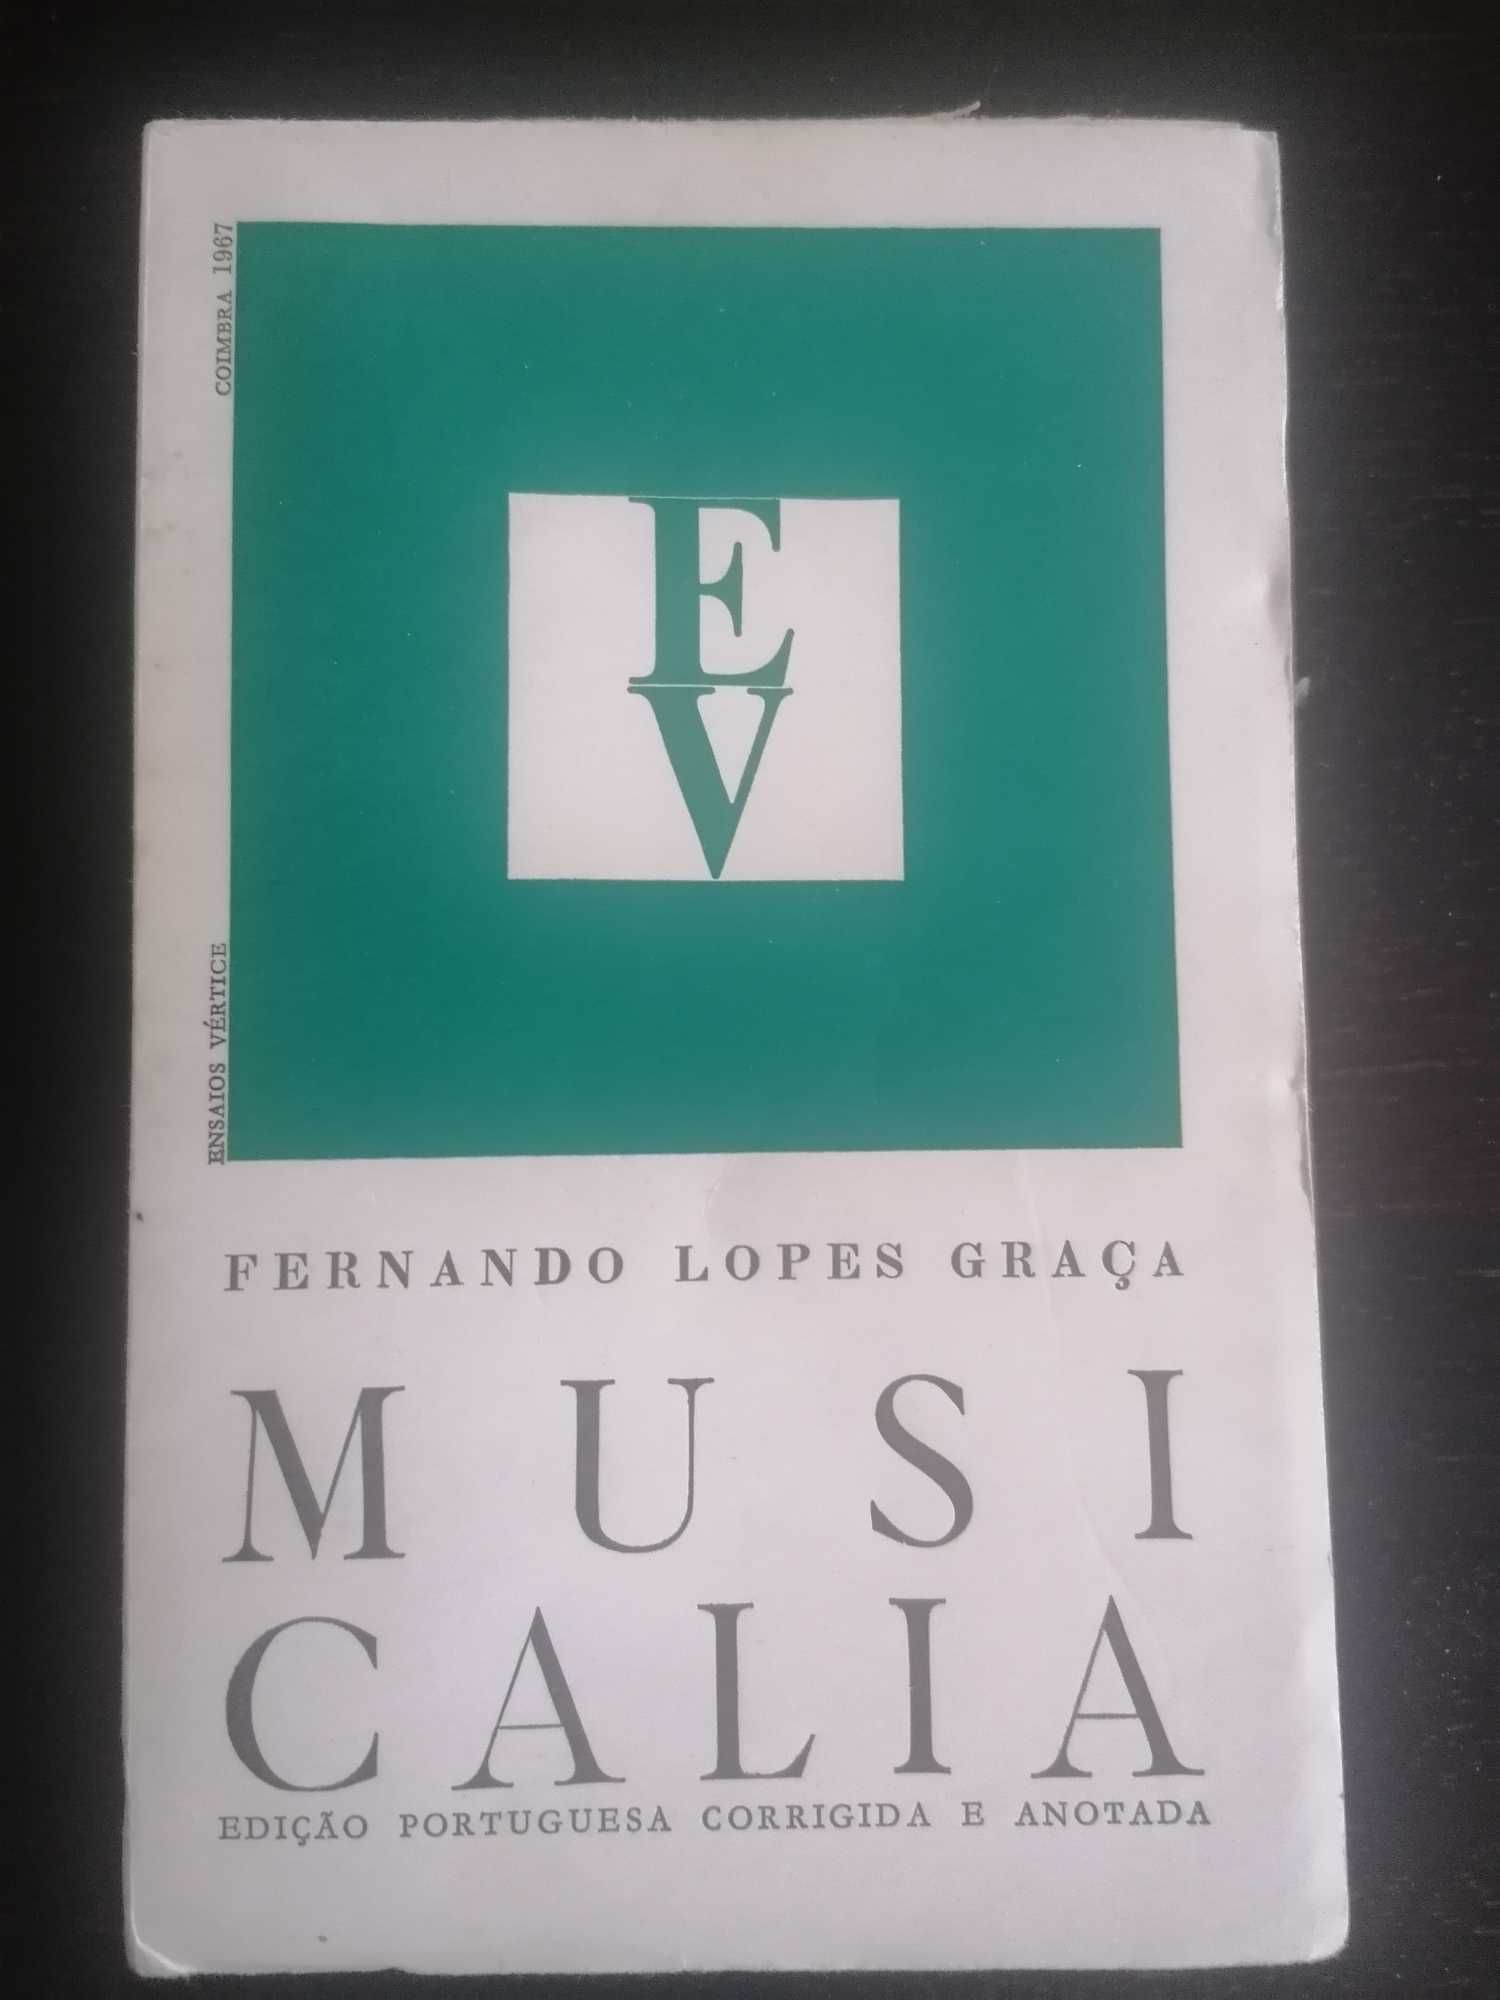 COIMBRA 1967
ENSAIOS VÉRTICE
E
V
FERNANDO LOPES GRAÇA
MUSI
CALIA
EDIÇÃO PORTUGUESA CORRIGIDA E ANOTADA